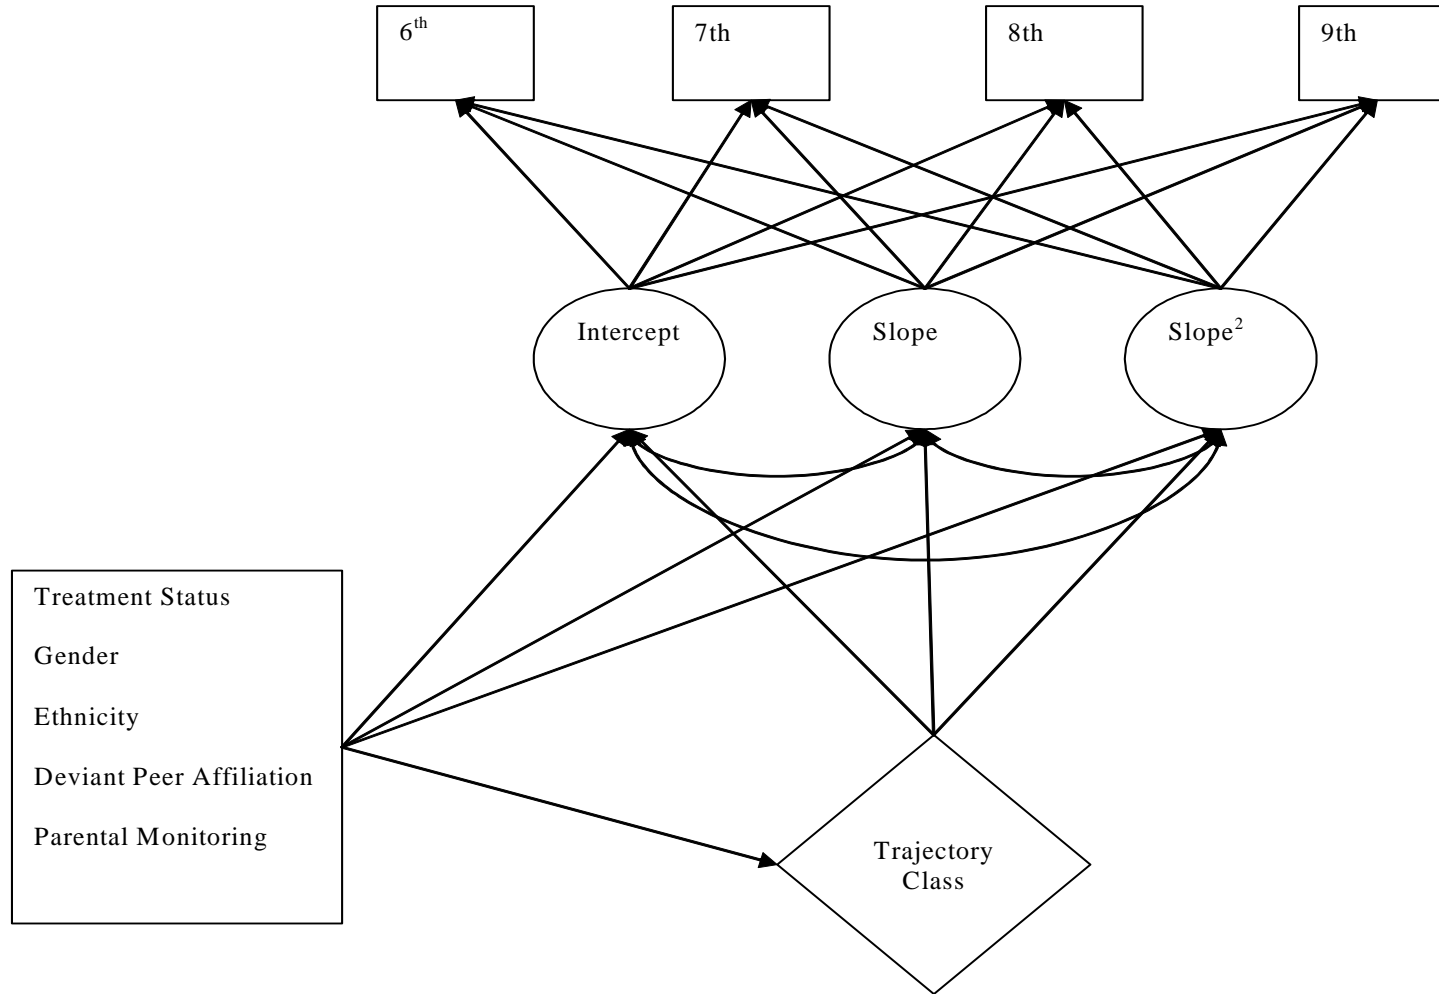 6th
7th
8th
9th
Intercept
Slope
Slope2
Treatment Status
Gender
Ethnicity
Deviant Peer Affiliation
Parental Monitoring
Trajectory
Class